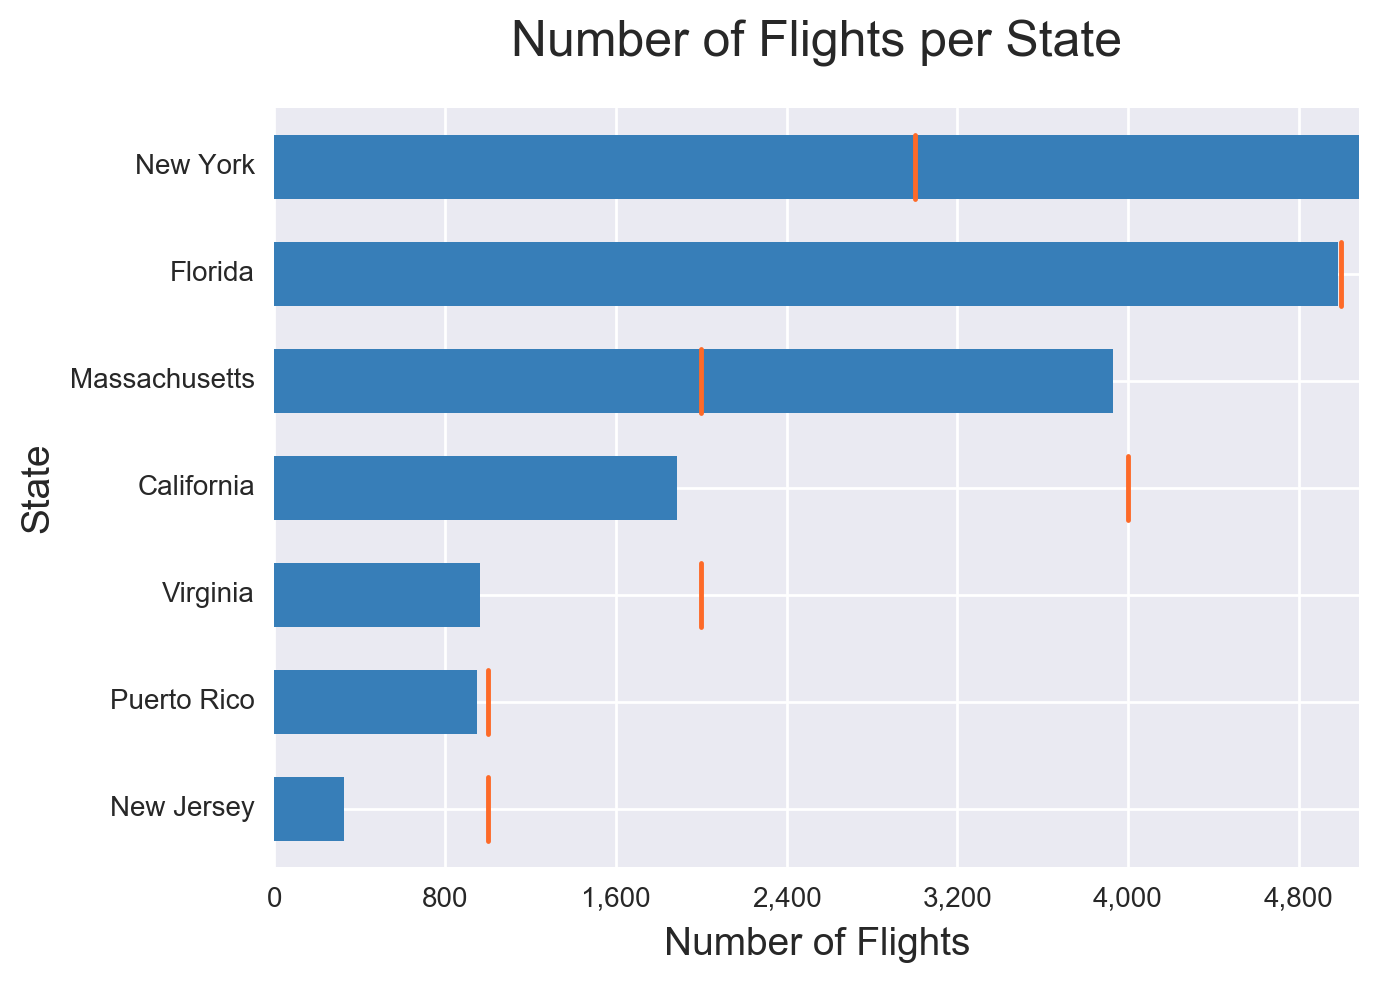 Number of Flights per State
New York
Florida
Massachusetts
California
Virginia
Puerto Rico
New Jersey
State
0 800 1,600 2,400 3,200 4,000 4,800
Number of Flights